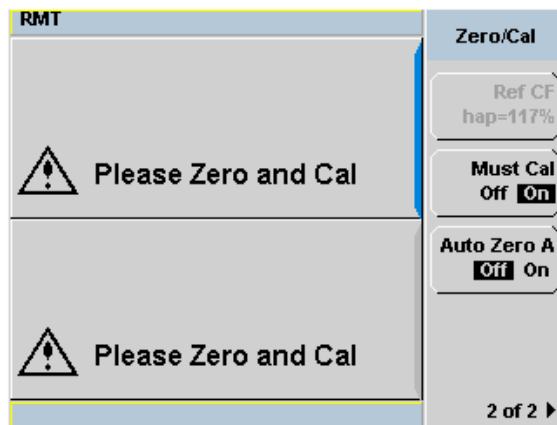 RMT
Please Zero and Cal
Please Zero and Cal
Zero/Cal
Ref CF
hap=117%
Must Cal
Off On
Auto Zero A
Off On
2 of 2